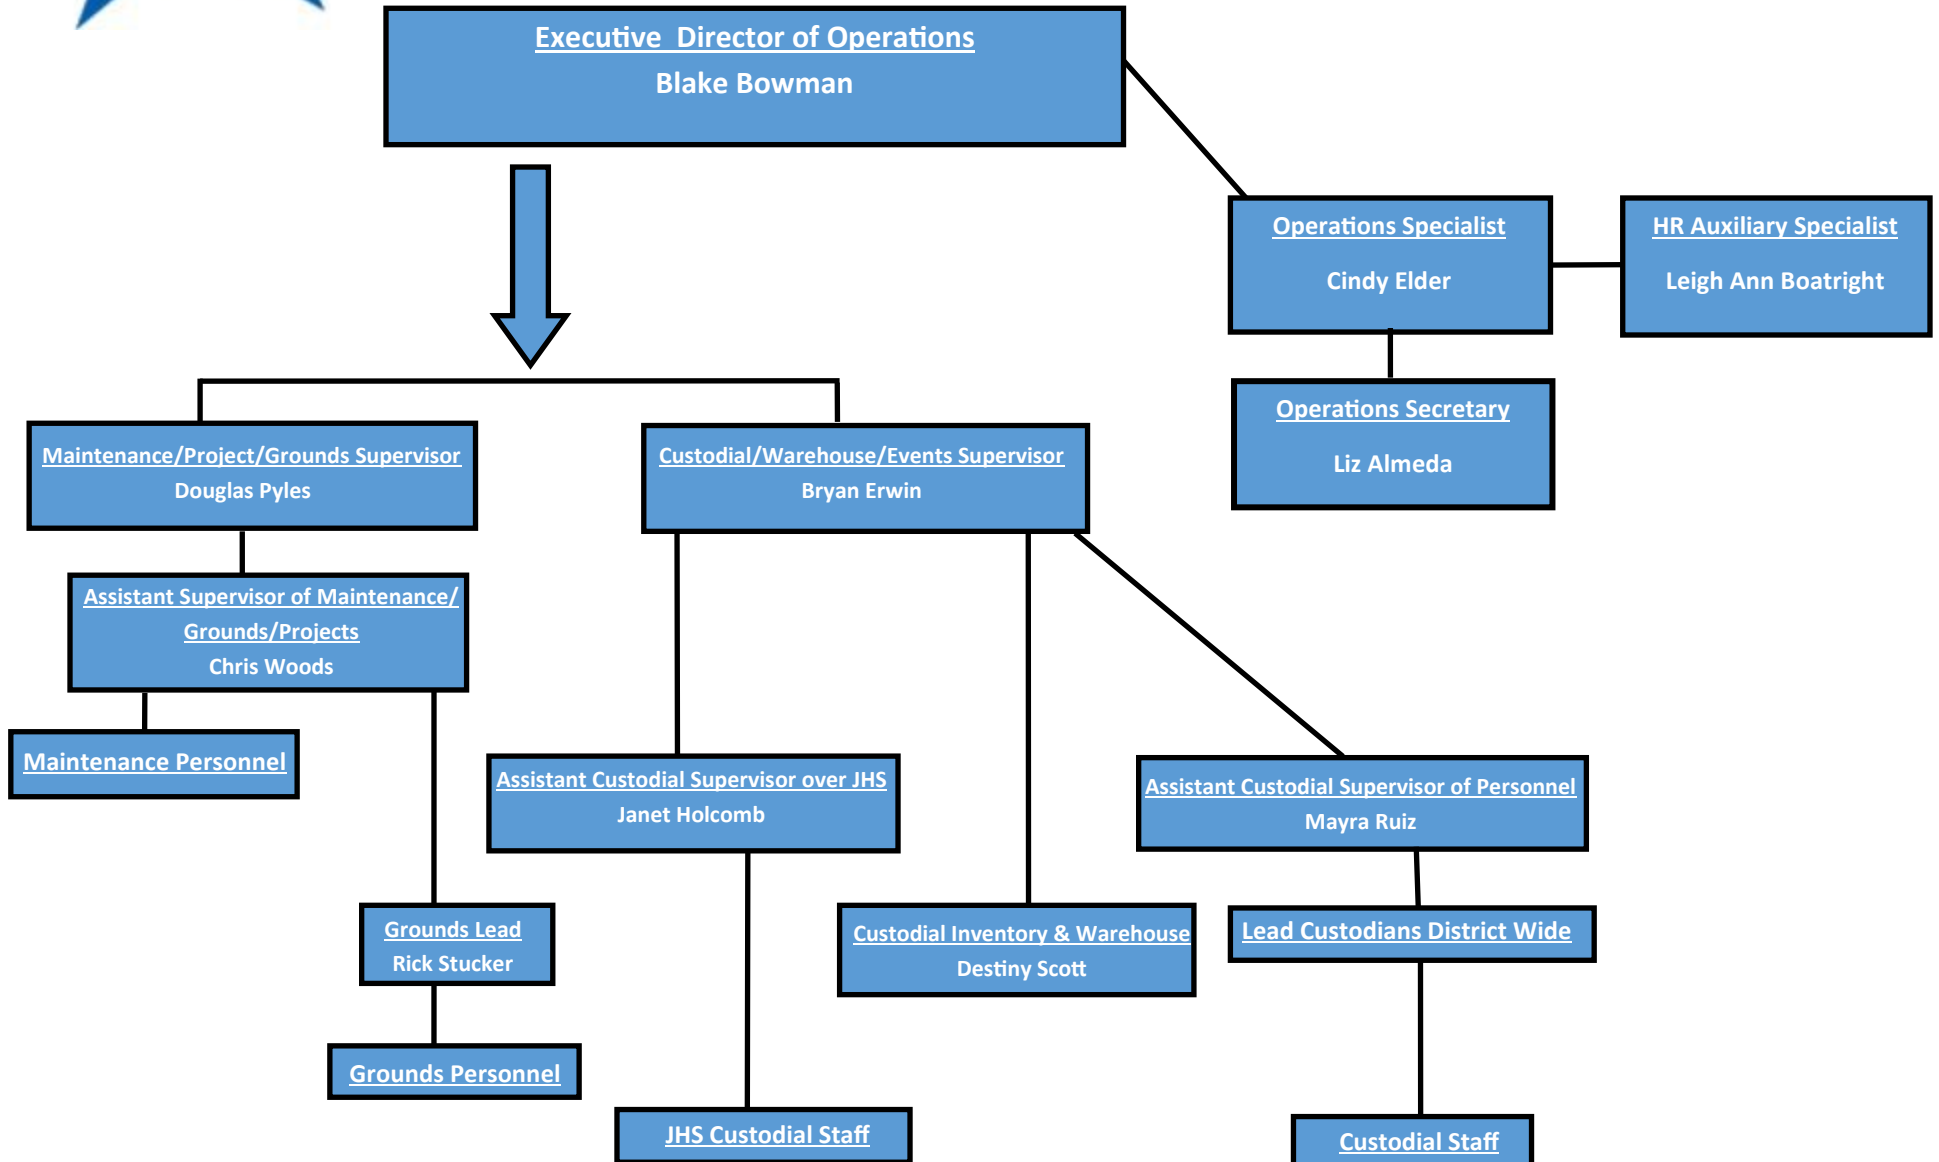 Executive  Director of Operations
Blake Bowman
Operations Specialist
Cindy Elder
HR Auxiliary Specialist
Leigh Ann Boatright
Operations Secretary
Liz Almeda
Maintenance/Project/Grounds Supervisor
Douglas Pyles
Custodial/Warehouse/Events Supervisor
Bryan Erwin
Assistant Supervisor of Maintenance/
Grounds/Projects
Chris Woods
Maintenance Personnel
Assistant Custodial Supervisor over JHS
Janet Holcomb
Assistant Custodial Supervisor of Personnel
Mayra Ruiz
Grounds Lead
Rick Stucker
Custodial Inventory & Warehouse
Destiny Scott
Lead Custodians District Wide
Grounds Personnel
JHS Custodial Staff
Custodial Staff